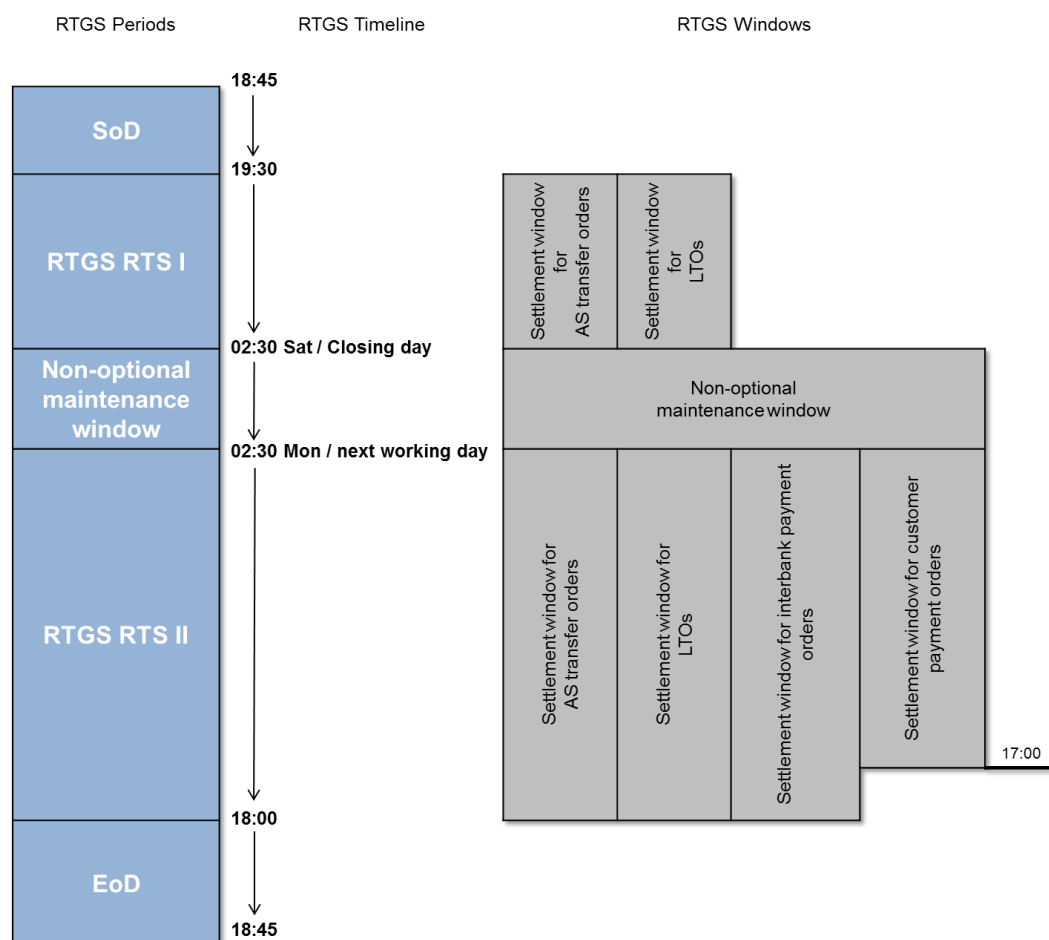 RTGS Periods
RTGS Timeline
RTGS Windows
18:45
SoD
19:30
RTGS RTS I
Settlement window
for
AS transfer orders
Settlement window
for
LTOs
02:30 Sat / Closing day
Non-optional
maintenance
window
Non-optional
maintenance window
02:30 Mon / next working day
RTGS RTS II
Settlement window for
AS transfer orders
Settlement window for
LTOs
Settlement window for interbank payment
orders
Settlement window for customer
payment orders
17:00
18:00
EoD
18:45